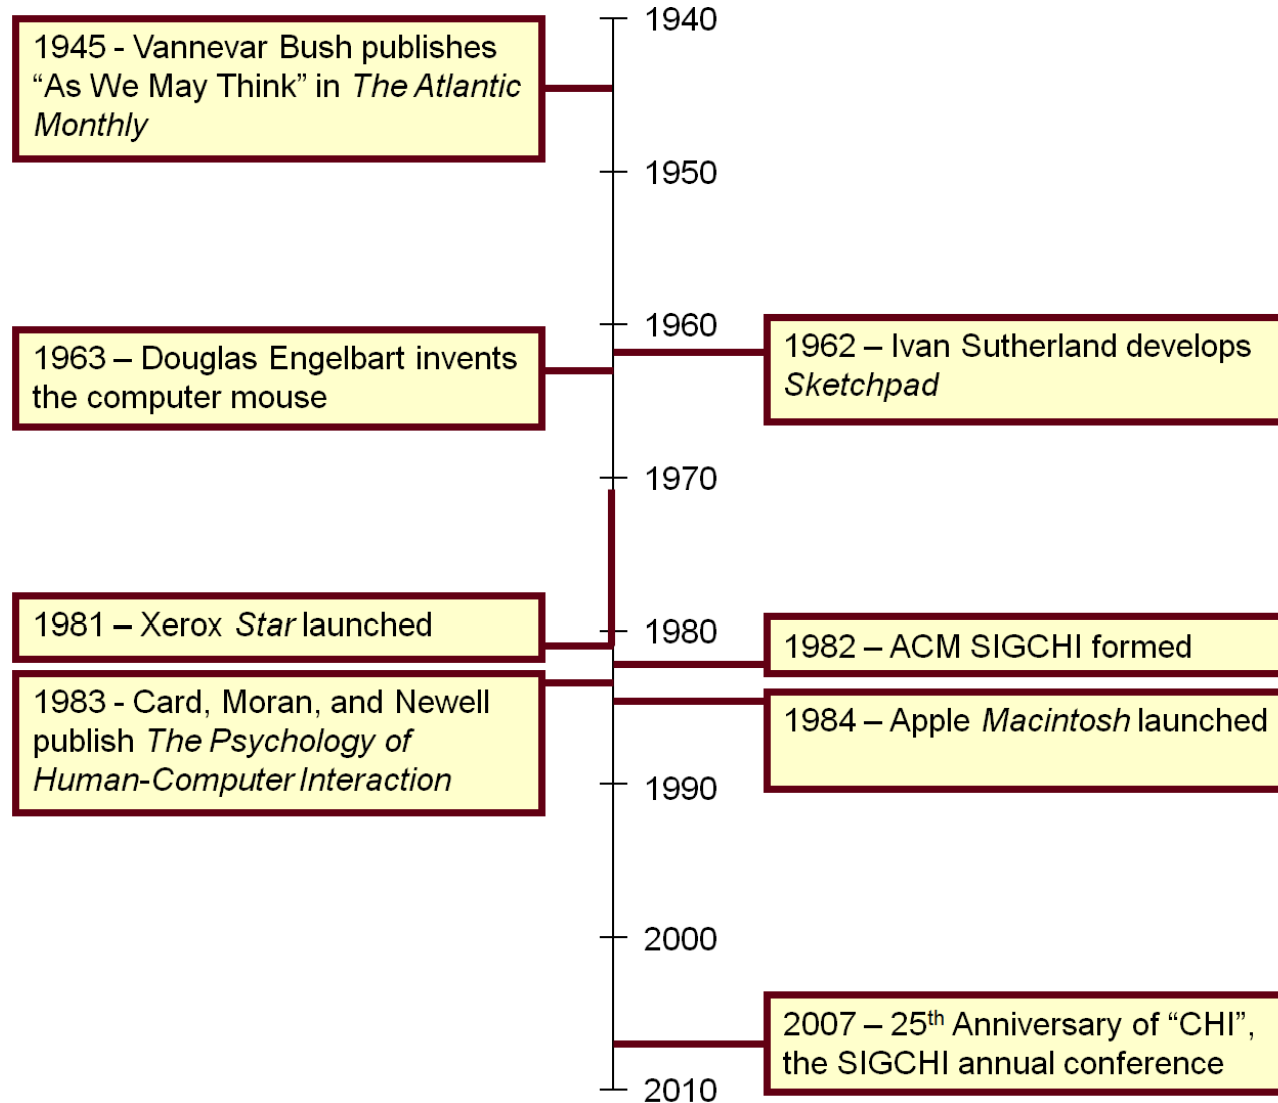 1940
1945 - Vannevar Bush publishes
“As We May Think” in The Atlantic
Monthly
1950
1960
1962 – Ivan Sutherland develops
Sketchpad
1963 – Douglas Engelbart invents
the computer mouse
1970
1981 – Xerox Star launched
1980
1982 – ACM SIGCHI formed
1983 - Card, Moran, and Newell
publish The Psychology of
Human-Computer Interaction
1984 – Apple Macintosh launched
1990
2000
2007 – 25th Anniversary of “CHI”,
the SIGCHI annual conference
2010